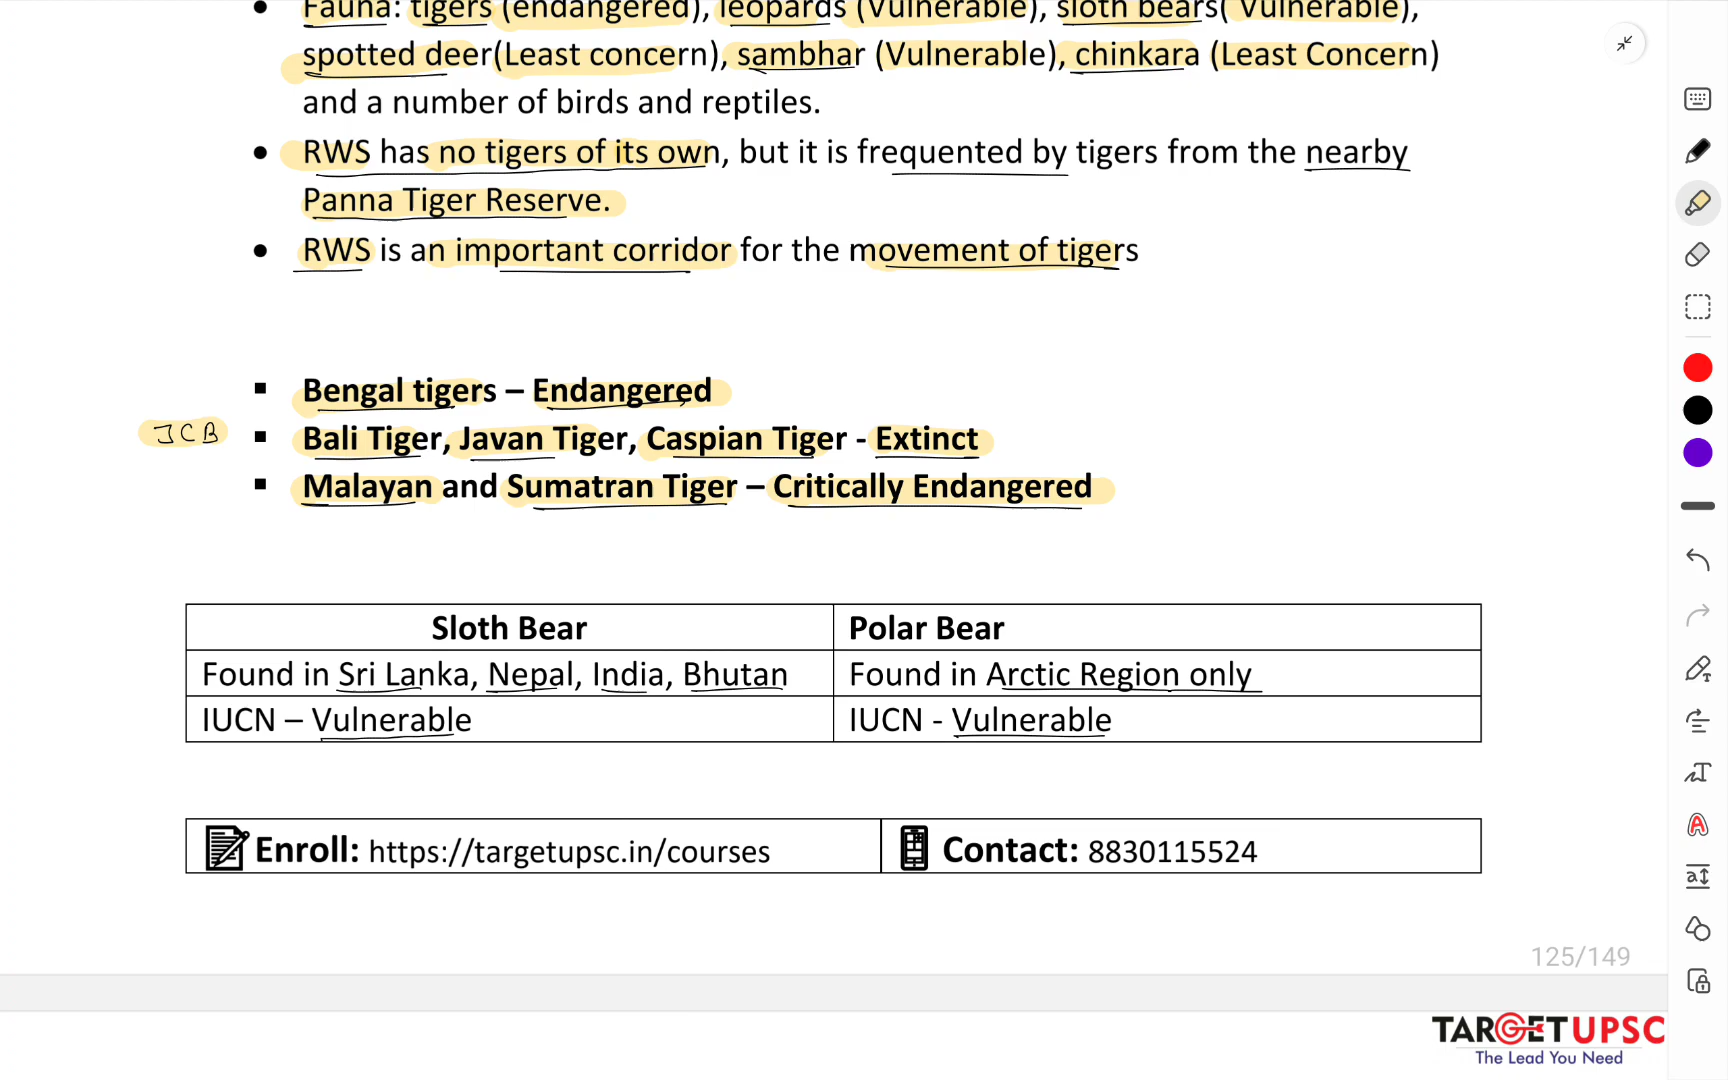 Fauna: tigers (endangered), leopards (Vulnerable), sloth bears( Vulnerable),
spotted deer(Least concern), sambhar (Vulnerable), chinkara (Least Concern)
and a number of birds and reptiles.
RWS has no tigers of its own, but it is frequented by tigers from the nearby
Panna Tiger Reserve.
RWS is an important corridor for the movement of tigers
Bengal tigers – Endangered
JCB
Bali Tiger, Javan Tiger, Caspian Tiger - Extinct
Malayan and Sumatran Tiger – Critically Endangered
Sloth Bear Polar Bear
Found in Sri Lanka, Nepal, India, Bhutan Found in Arctic Region only
IUCN – Vulnerable IUCN - Vulnerable
Enroll: https://targetupsc.in/courses Contact: 8830115524
125/149
TARGETUPSC
The Lead You Need